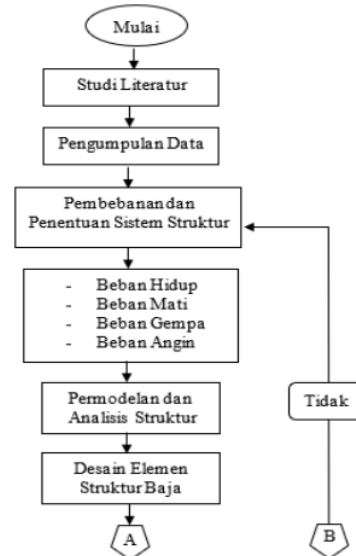 Mulai
Studi Literatur
Pengumpulan Data
Pembebanan dan
Penentuan Sistem Struktur
- Beban Hidup
- Beban Mati
- Beban Gempa
- Beban Angin
Permodelan dan
Analisis Struktur
Tidak
Desain Elemen
Struktur Baja
A
B